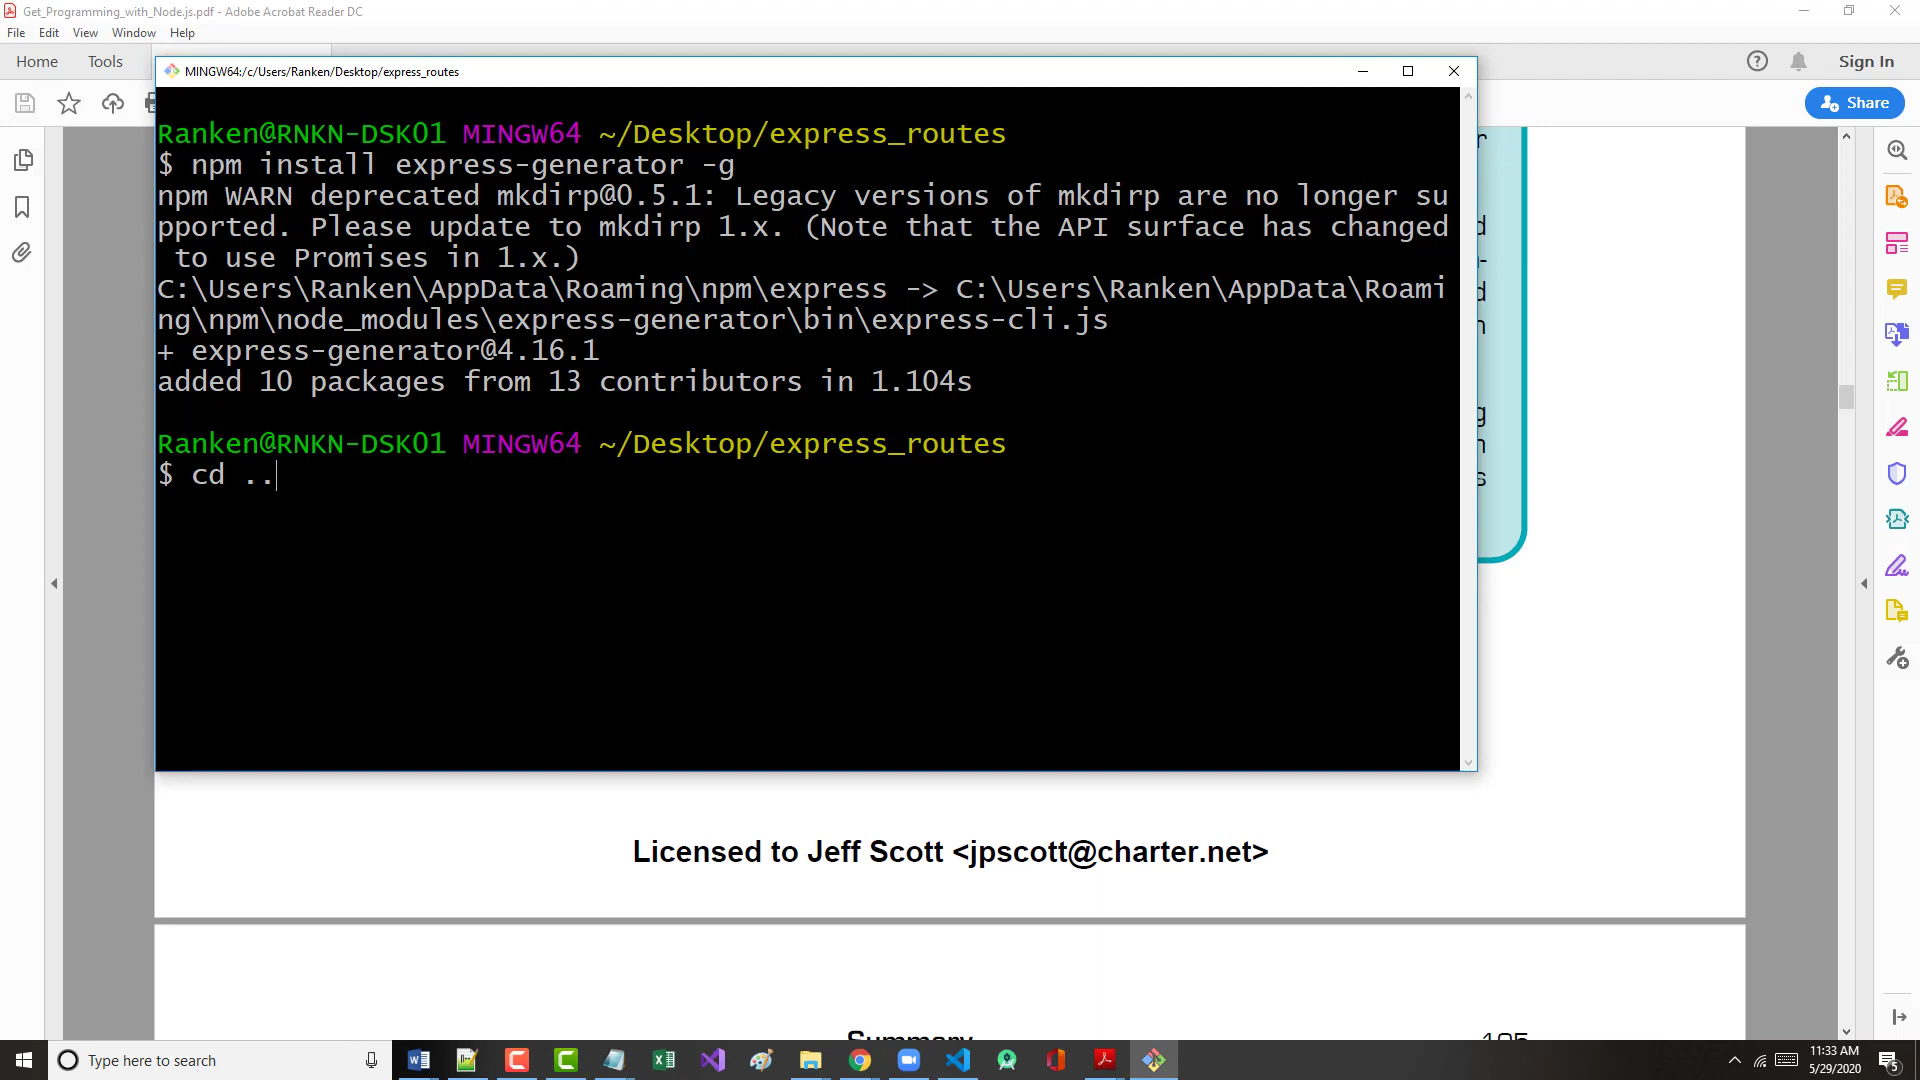 Get_Programming_with_Node.js.pdf - Adobe Acrobat Reader DC
File Edit View Window Help
Home Tools
Sign In
Share
MINGW64:/c/Users/Ranken/Desktop/express_routes
Ranken@RNKN-DSK01 MINGW64 ~/Desktop/express_routes
$ npm install express-generator -g
npm WARN deprecated mkdirp@0.5.1: Legacy versions of mkdirp are no longer su
pported. Please update to mkdirp 1.x. (Note that the API surface has changed
to use Promises in 1.x.)
C:\Users\Ranken\AppData\Roaming\npm\express -> C:\Users\Ranken\AppData\Roami
ng\npm\node_modules\express-generator\bin\express-cli.js
+ express-generator@4.16.1
added 10 packages from 13 contributors in 1.104s
Ranken@RNKN-DSK01 MINGW64 ~/Desktop/express_routes
$ cd ..
Licensed to Jeff Scott <jpscott@charter.net>
Summary
Type here to search
11:33 AM
5/29/2020
5